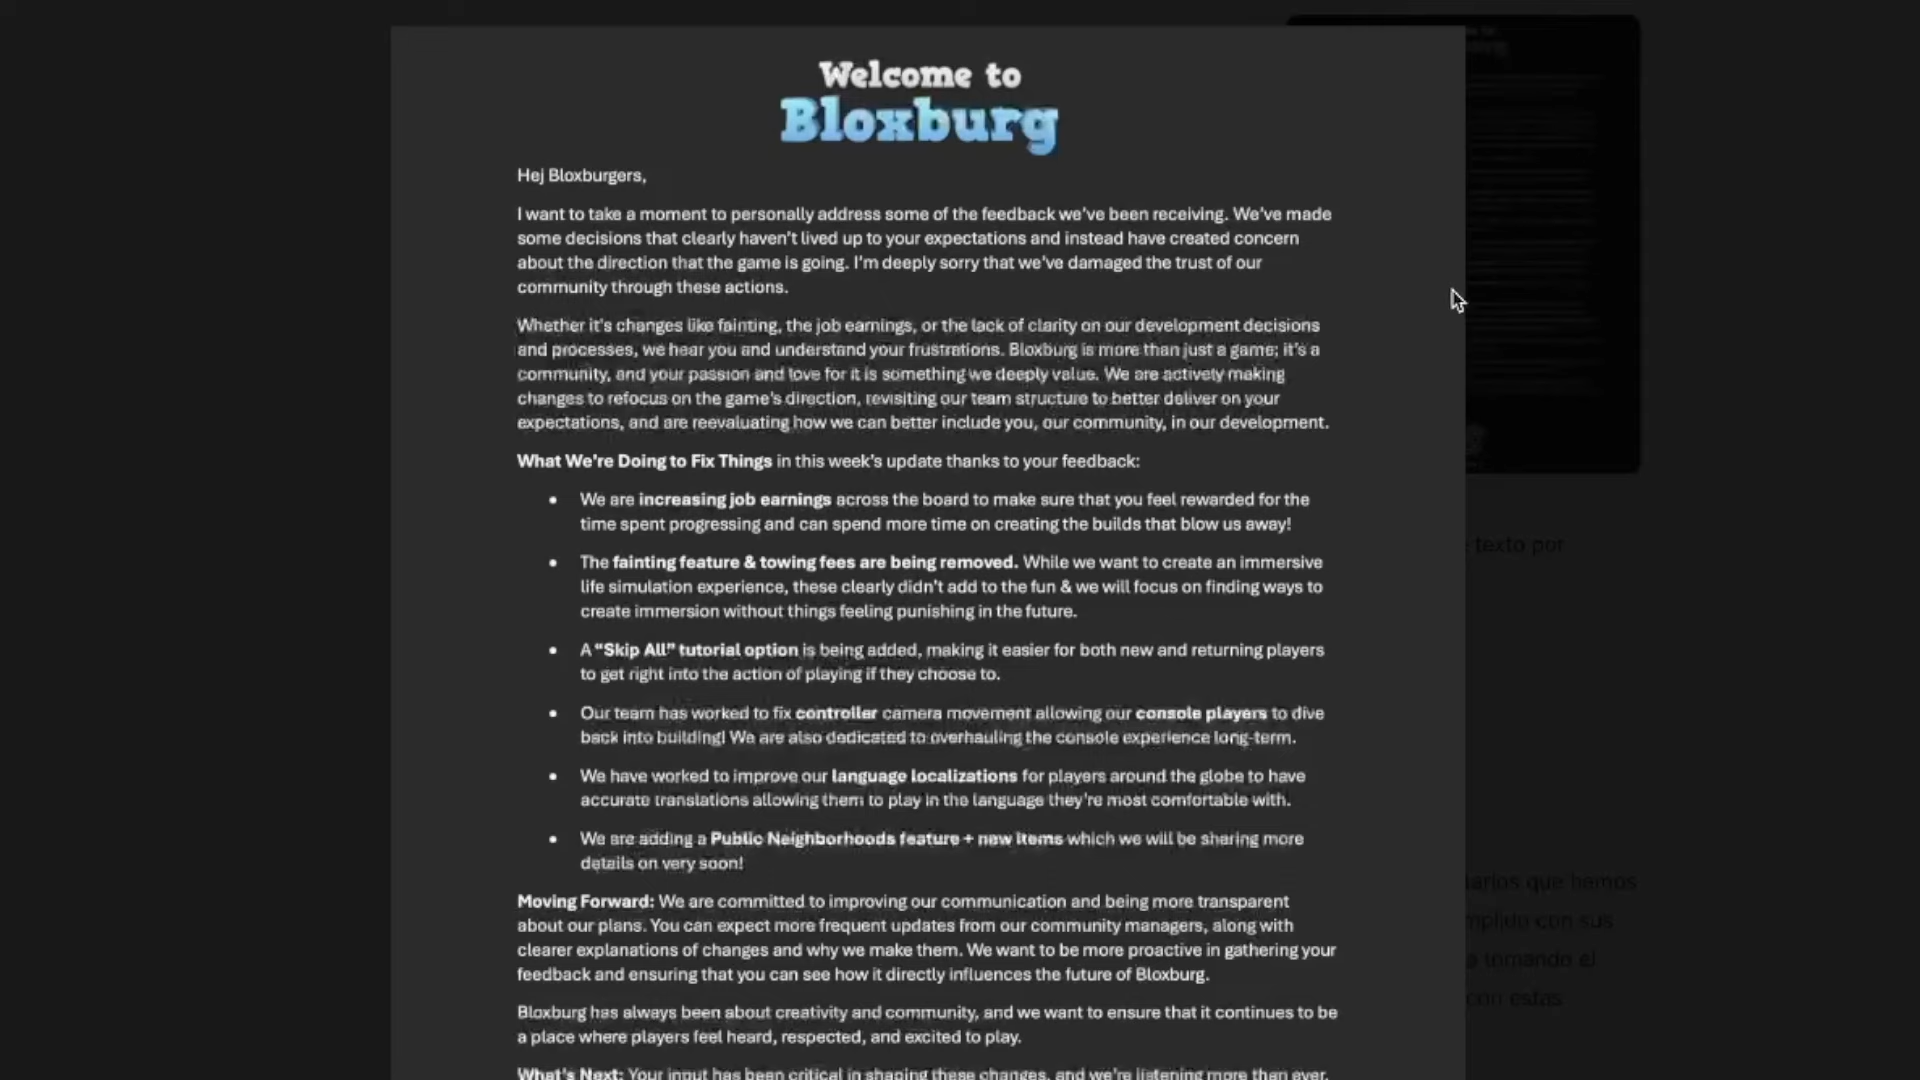 Welcome to
Bloxburg
Hej Bloxburgers,
I want to take a moment to personally address some of the feedback we've been receiving. We've made
some decisions that clearly haven't lived up to your expectations and instead have created concern
about the direction that the game is going. I'm deeply sorry that we've damaged the trust of our
community through these actions.
Whether it's changes like fainting, the job earnings, or the lack of clarity on our development decisions
and processes, we hear you and understand your frustrations. Bloxburg is more than just a game; it's a
community, and your passion and love for it is something we deeply value. We are actively making
changes to refocus on the game's direction, revisiting our team structure to better deliver on your
expectations, and are reevaluating how we can better include you, our community, in our development.
What We're Doing to Fix Things in this week's update thanks to your feedback:
• We are increasing job earnings across the board to make sure that you feel rewarded for the
time spent progressing and can spend more time on creating the builds that blow us away!
• The fainting feature & towing fees are being removed. While we want to create an immersive
life simulation experience, these clearly didn't add to the fun & we will focus on finding ways to
create immersion without things feeling punishing in the future.
• A “Skip All” tutorial option is being added, making it easier for both new and returning players
to get right into the action of playing if they choose to.
• Our team has worked to fix controller camera movement allowing our console players to dive
back into building! We are also dedicated to overhauling the console experience long-term.
• We have worked to improve our language localizations for players around the globe to have
accurate translations allowing them to play in the language they're most comfortable with.
• We are adding a Public Neighborhoods feature + new items which we will be sharing more
details on very soon!
Moving Forward: We are committed to improving our communication and being more transparent
about our plans. You can expect more frequent updates from our community managers, along with
clearer explanations of changes and why we make them. We want to be more proactive in gathering your
feedback and ensuring that you can see how it directly influences the future of Bloxburg.
Bloxburg has always been about creativity and community, and we want to ensure that it continues to be
a place where players feel heard, respected, and excited to play.
What's Next: Your input has been critical in shaping these changes, and we're listening more than ever.
texto por
que hemos
con sus
el
con estas